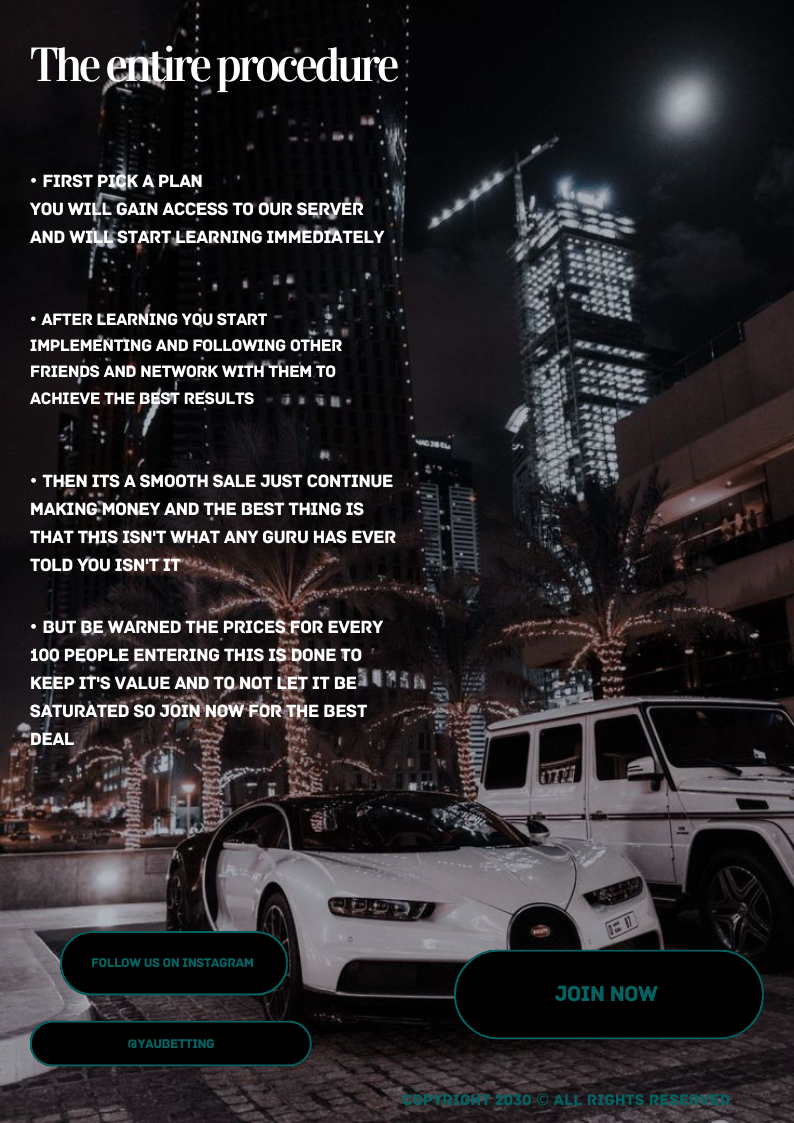 The entire procedure
• FIRST PICK A PLAN
YOU WILL GAIN ACCESS TO OUR SERVER
AND WILL START LEARNING IMMEDIATELY
• AFTER LEARNING YOU START
IMPLEMENTING AND FOLLOWING OTHER
FRIENDS AND NETWORK WITH THEM TO
ACHIEVE THE BEST RESULTS
• THEN ITS A SMOOTH SALE JUST CONTINUE
MAKING MONEY AND THE BEST THING IS
THAT THIS ISN'T WHAT ANY GURU HAS EVER
TOLD YOU ISN'T IT
• BUT BE WARNED THE PRICES FOR EVERY
100 PEOPLE ENTERING THIS IS DONE TO
KEEP IT'S VALUE AND TO NOT LET IT BE
SATURATED SO JOIN NOW FOR THE BEST
DEAL
FOLLOW US ON INSTAGRAM
JOIN NOW
@YAUBETTING
COPYRIGHT 2030 © ALL RIGHTS RESERVED